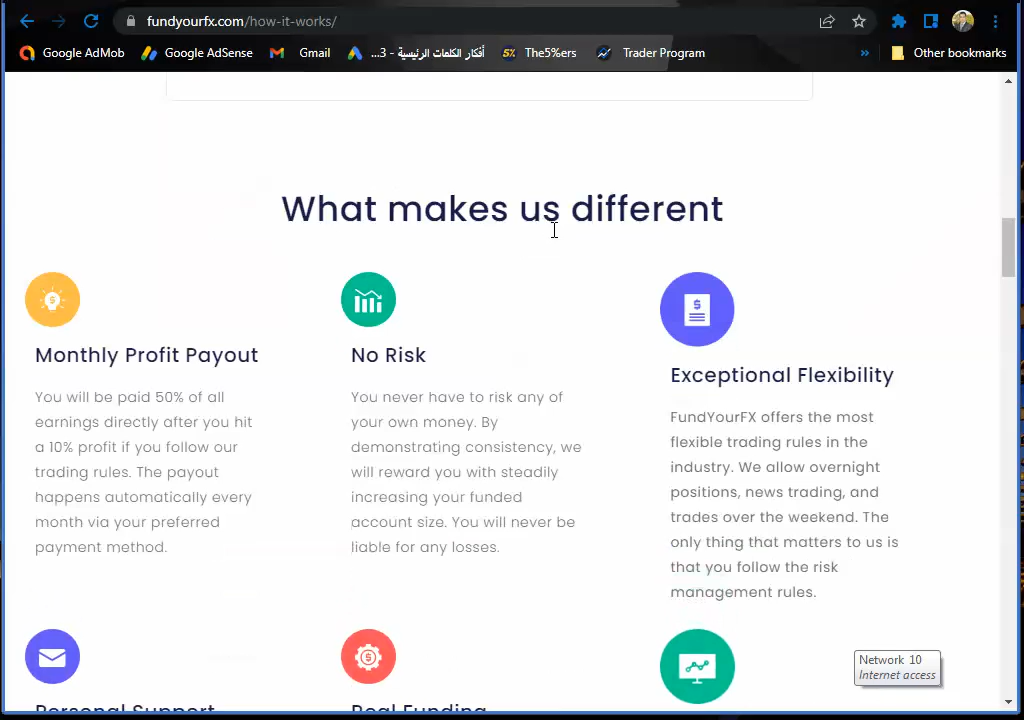 fundyourfx.com/how-it-works/
Google AdMob
Google AdSense
Gmail
أفكار الكلمات الرئيسية - 3...
The5%ers
Trader Program
»
Other bookmarks
What makes us different
Monthly Profit Payout
You will be paid 50% of all
earnings directly after you hit
a 10% profit if you follow our
trading rules. The payout
happens automatically every
month via your preferred
payment method.
No Risk
You never have to risk any of
your own money. By
demonstrating consistency, we
will reward you with steadily
increasing your funded
account size. You will never be
liable for any losses.
Exceptional Flexibility
FundYourFX offers the most
flexible trading rules in the
industry. We allow overnight
positions, news trading, and
trades over the weekend. The
only thing that matters to us is
that you follow the risk
management rules.
Personal Support
Real Funding
Network 10
Internet access